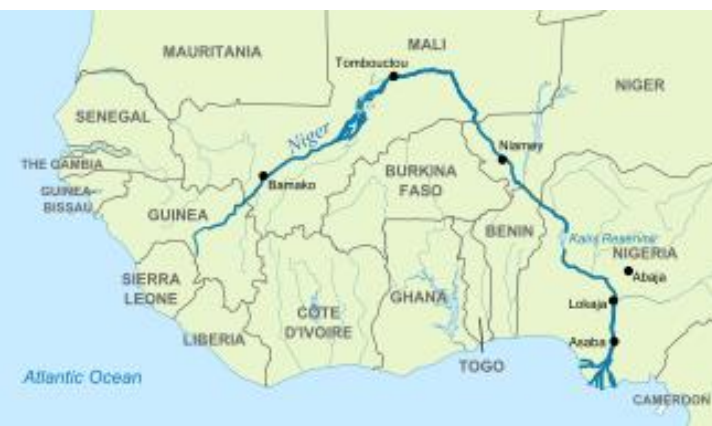 MAURITANIA
MALI
Tombouctou
NIGER
SENEGAL
Niger
THE GAMBIA
Niamey
GUINEA-
BISSAU
Bamako
BURKINA
FASO
GUINEA
BENIN
Kainji Reservoir
NIGERIA
Abaja
SIERRA
LEONE
GHANA
Lokaja
CÔTE
D'IVOIRE
LIBERIA
Asaba
TOGO
Atlantic Ocean
CAMEROON